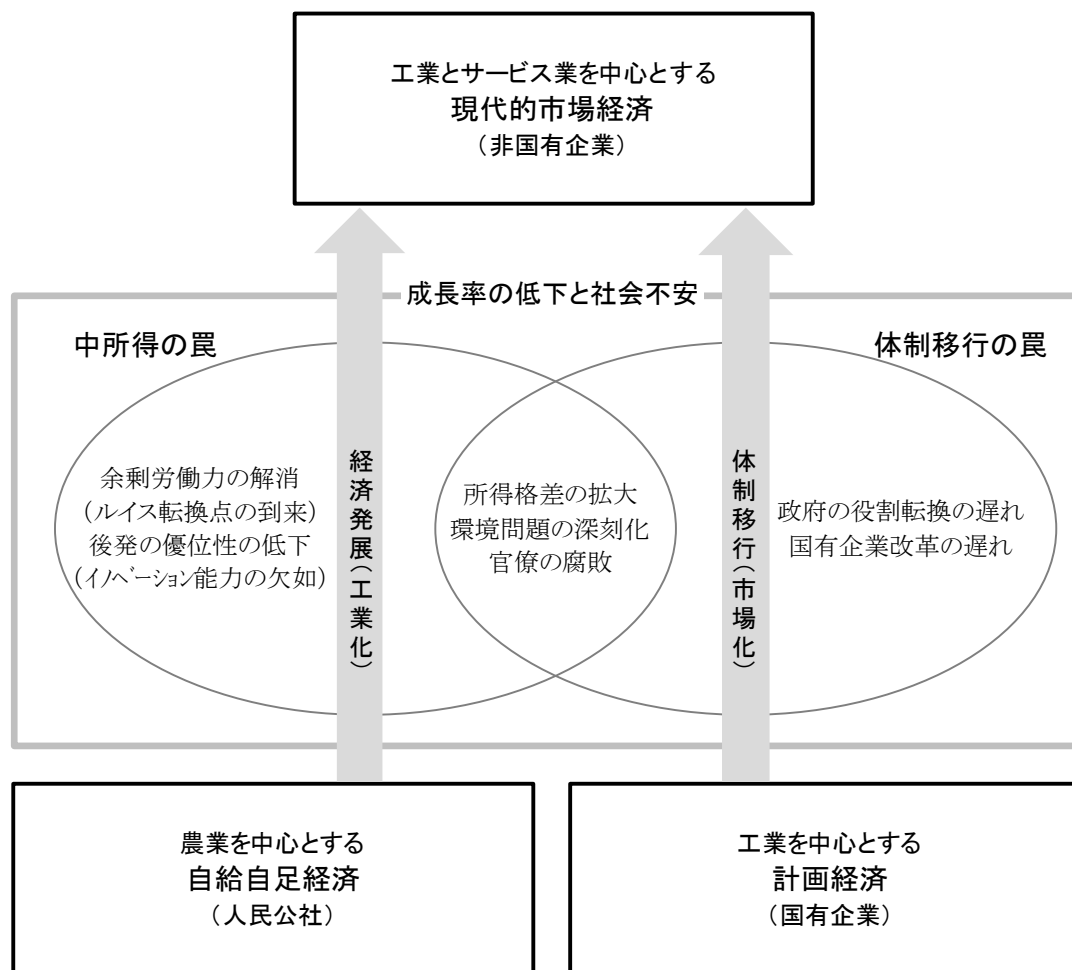 工業とサービス業を中心とする
現代的市場経済
（非国有企業）
成長率の低下と社会不安
中所得の罠
体制移行の罠
余剰労働力の解消
(ルイス転換点の到来)
後発の優位性の低下
(イノベーション能力の欠如)
経済発展（工業化）
所得格差の拡大
環境問題の深刻化
官僚の腐敗
体制移行（市場化）
政府の役割転換の遅れ
国有企業改革の遅れ
農業を中心とする
自給自足経済
（人民公社）
工業を中心とする
計画経済
（国有企業）